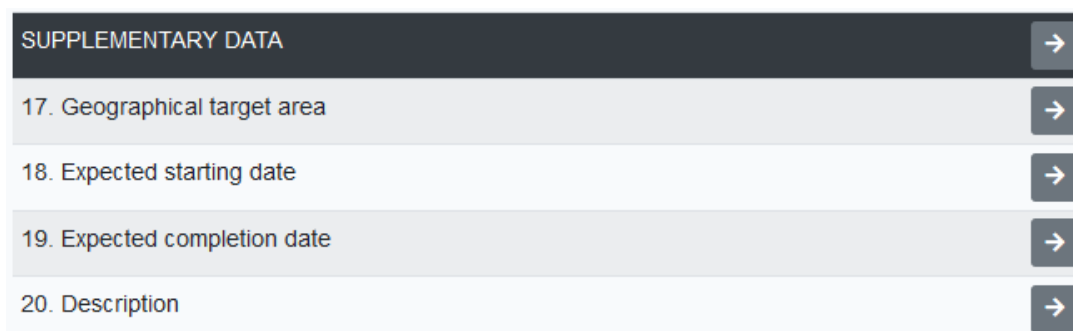 SUPPLEMENTARY DATA
17. Geographical target area
18. Expected starting date
19. Expected completion date
20. Description